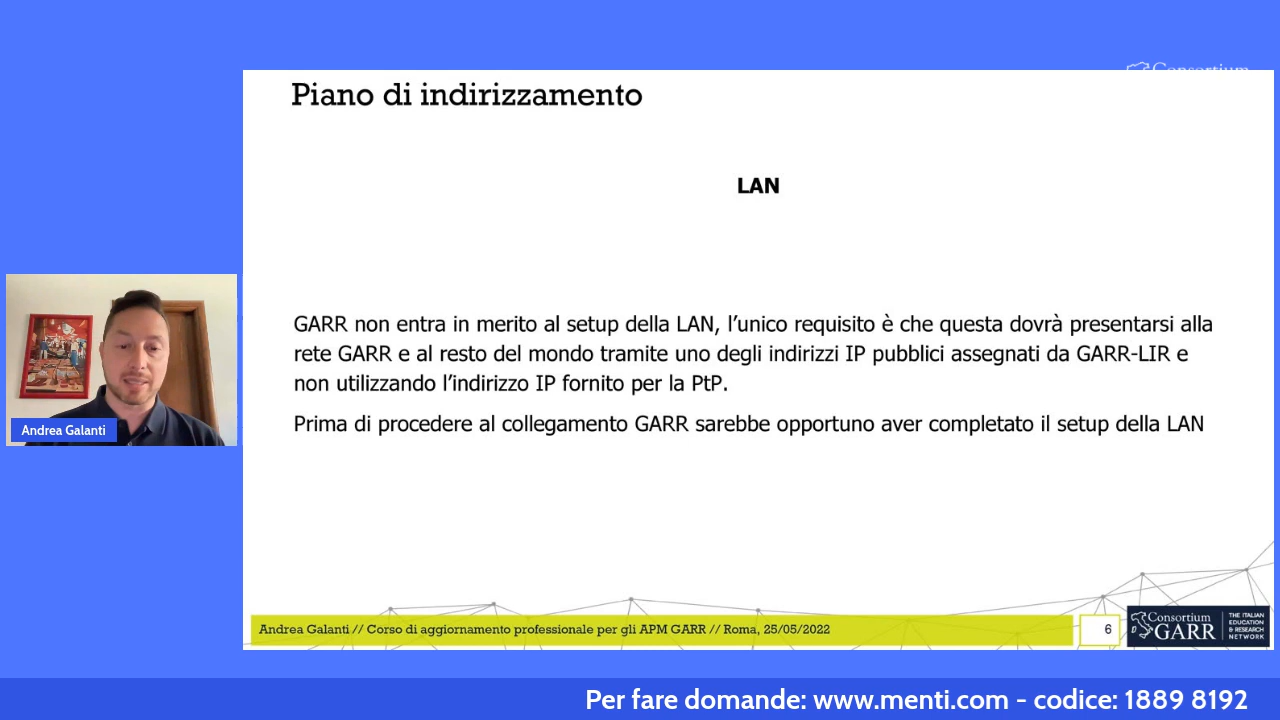 Consortium
Piano di indirizzamento
LAN
GARR non entra in merito al setup della LAN, l'unico requisito è che questa dovrà presentarsi alla
rete GARR e al resto del mondo tramite uno degli indirizzi IP pubblici assegnati da GARR-LIR e
non utilizzando l'indirizzo IP fornito per la PtP.
Prima di procedere al collegamento GARR sarebbe opportuno aver completato il setup della LAN
Andrea Galanti
Andrea Galanti // Corso di aggiornamento professionale per gli APM GARR // Roma, 25/05/2022
6
Consortium
GARR
THE ITALIAN
EDUCATION
& RESEARCH
NETWORK
Per fare domande: www.menti.com - codice: 1889 8192